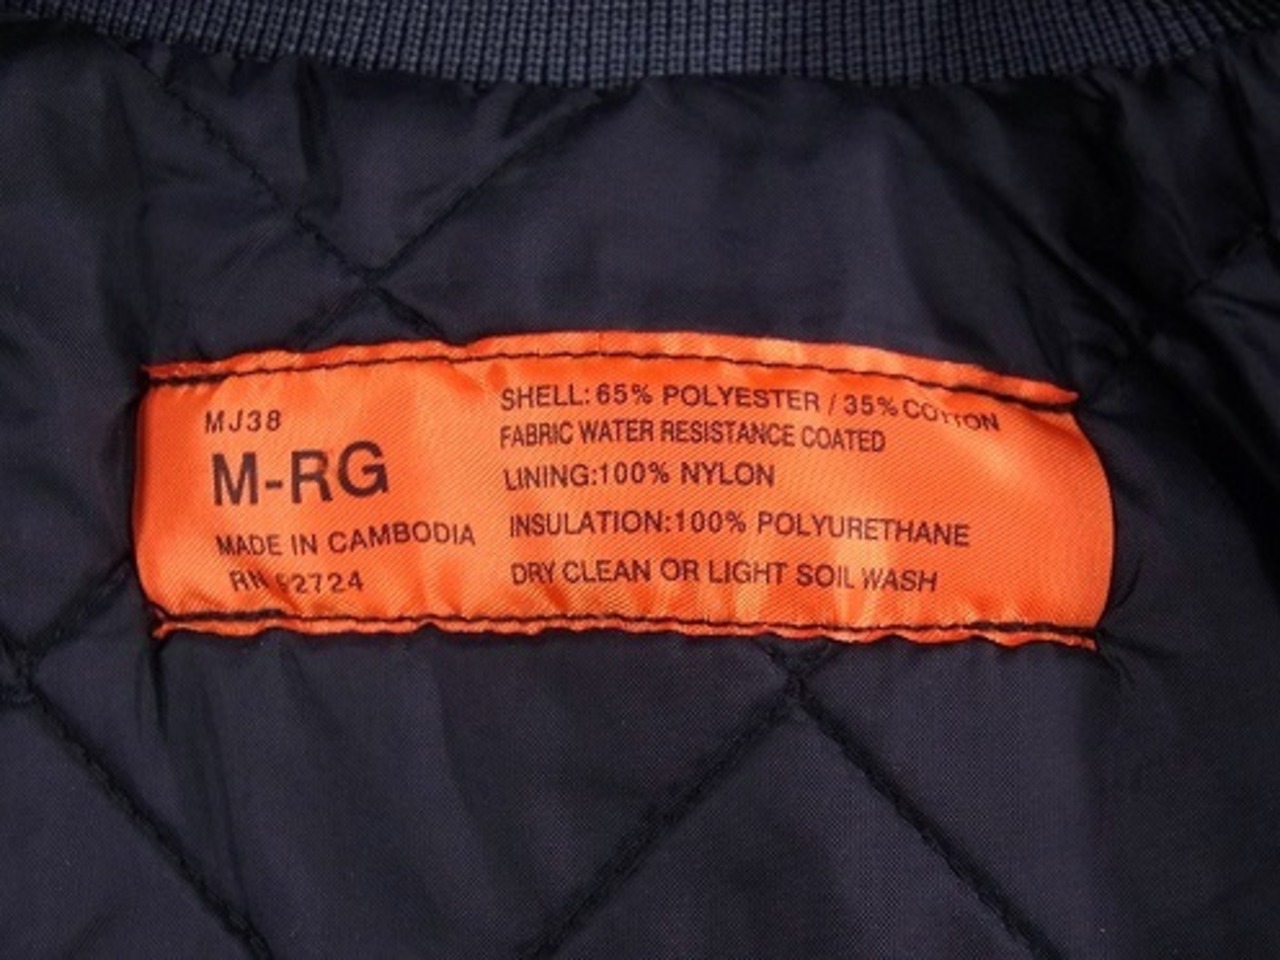 MJ38
M-RG
MADE IN CAMBODIA
RN 52724
SHELL: 65% POLYESTER / 35% COTTON
FABRIC WATER RESISTANCE COATED
LINING:100% NYLON
INSULATION:100% POLYURETHANE
DRY CLEAN OR LIGHT SOIL WASH